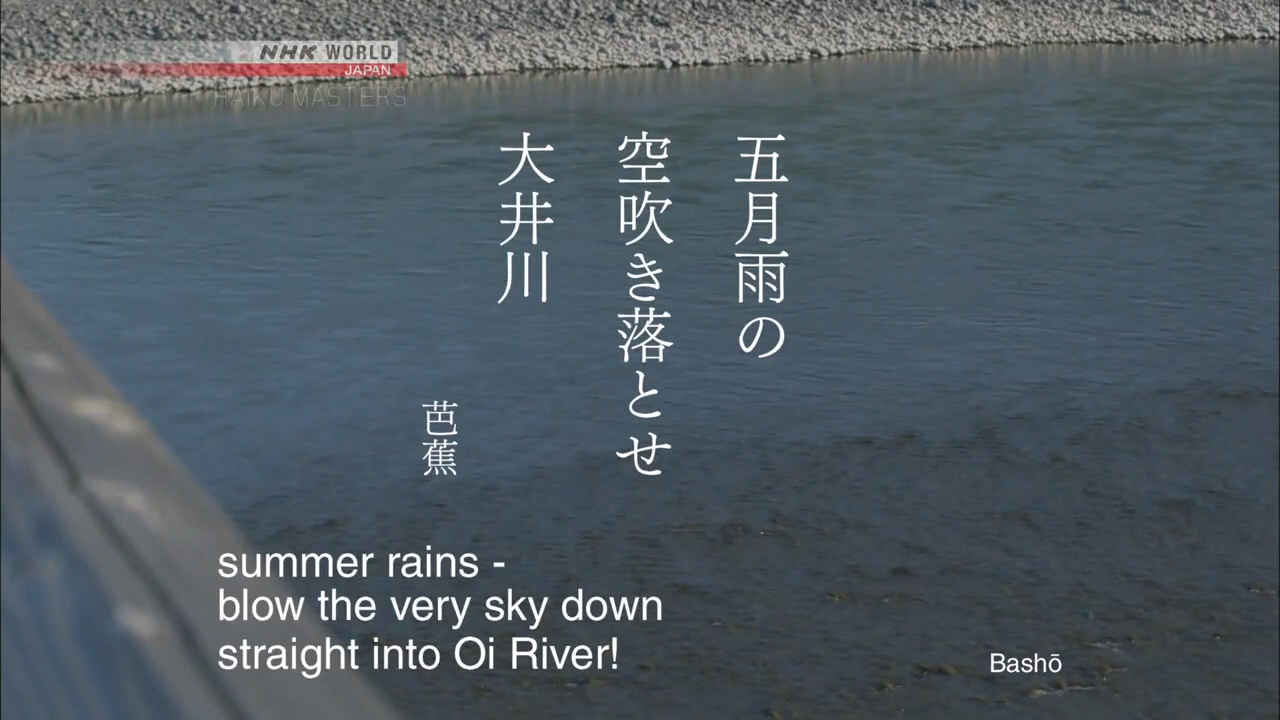 NHK WORLD
JAPAN
HAIKU MASTERS
五月雨の
空吹き落とせ
大井川
芭蕉
summer rains -
blow the very sky down
straight into Oi River!
Bashō